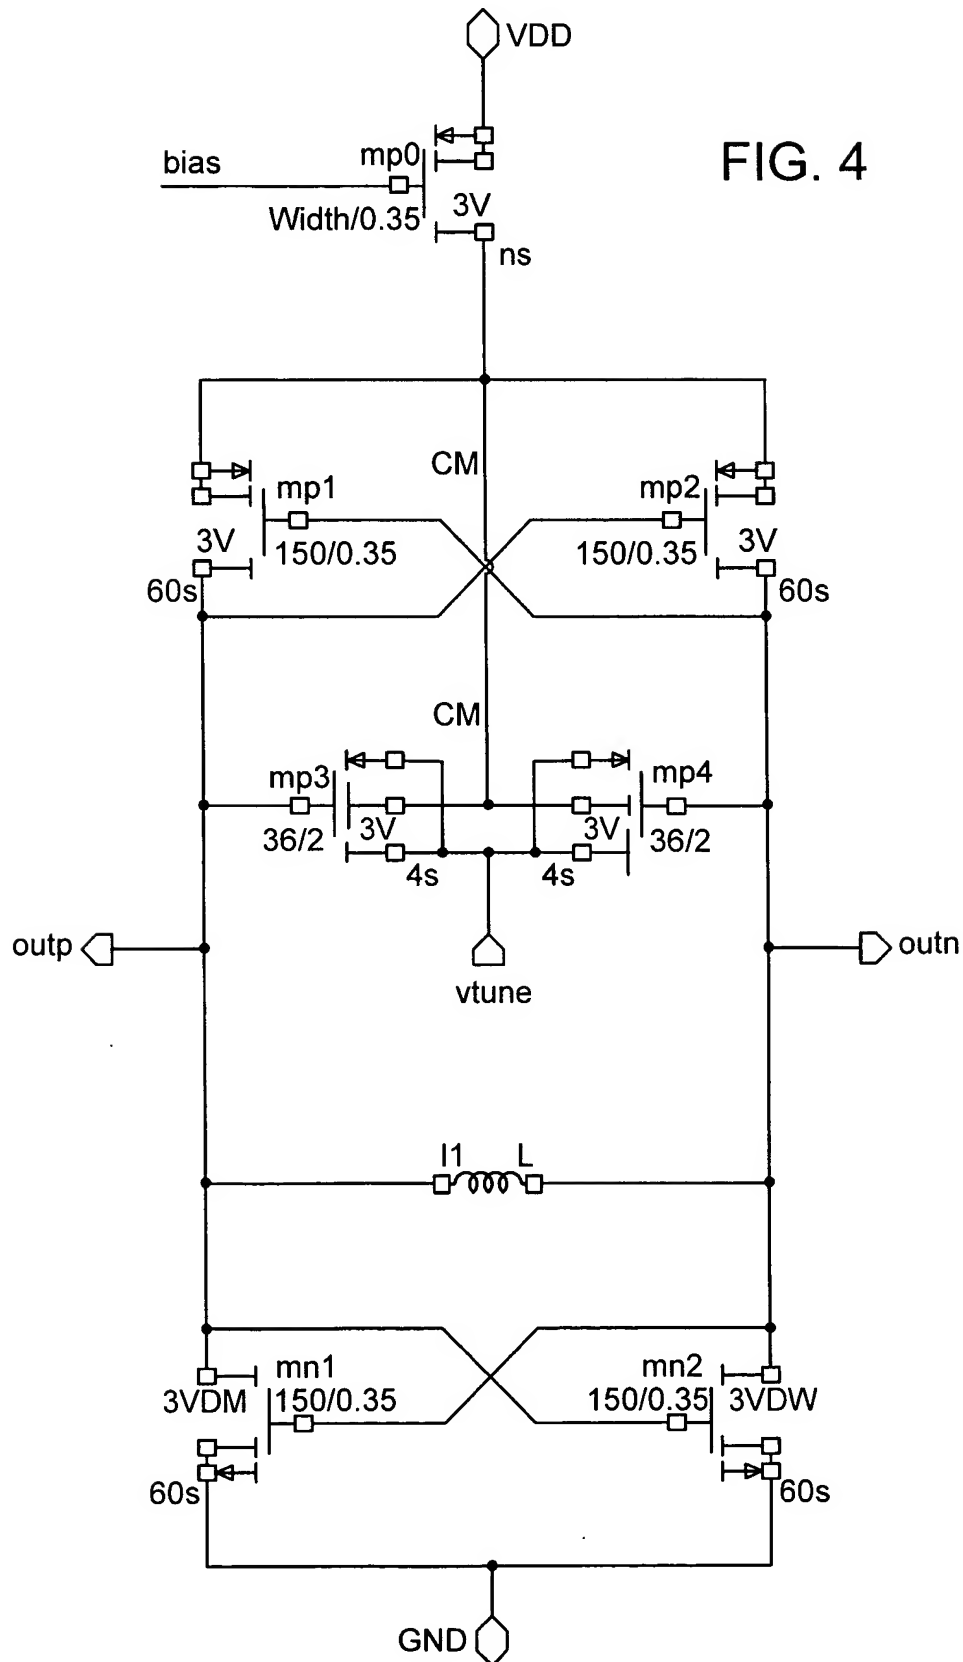 VDD
FIG. 4
bias
mp0
Width/0.35
3V
ns
CM
mp1
mp2
150/0.35
150/0.35
3V
3V
60s
60s
CM
mp3
mp4
36/2
3V
3V
36/2
4s
4s
outp
outn
vtune
I1
L
mn1
mn2
3VDM
150/0.35
150/0.35
3VDW
60s
60s
GND